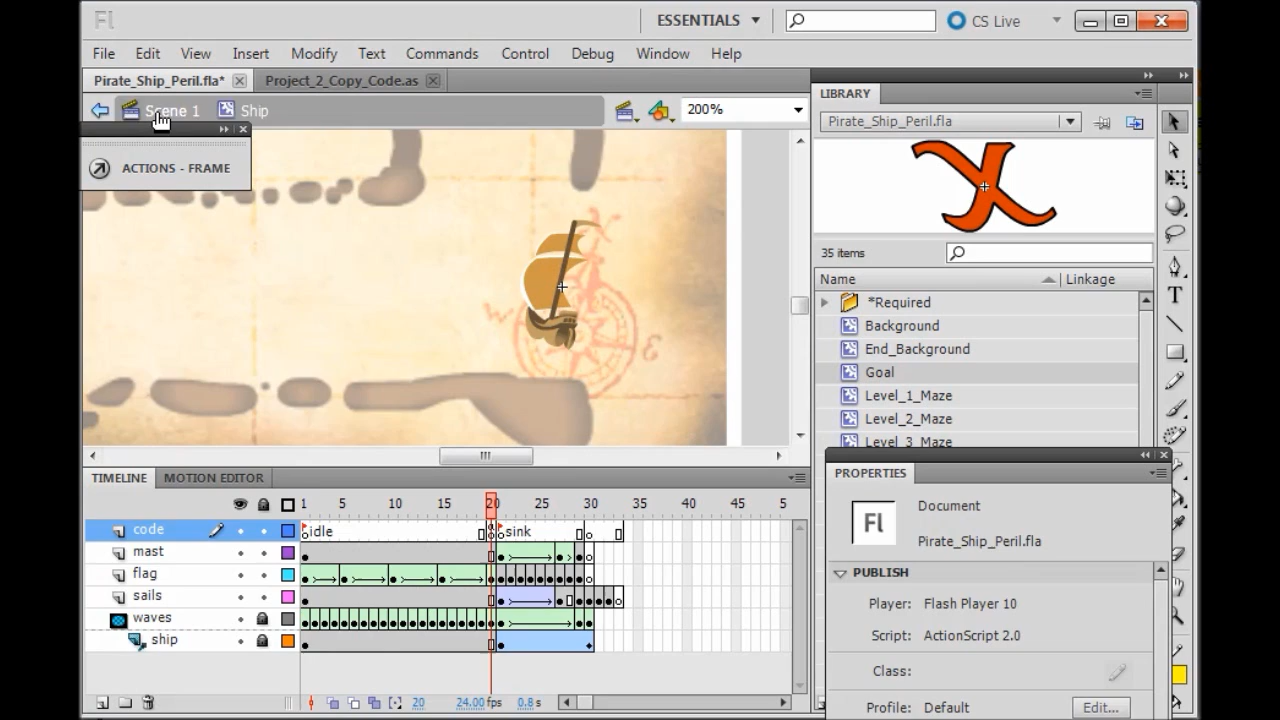 Fl
ESSENTIALS
CS Live
File Edit View Insert Modify Text Commands Control Debug Window Help
Pirate_Ship_Peril.fla* Project_2_Copy_Code.as
Scene 1 Ship 200%
ACTIONS - FRAME
W
LIBRARY
Pirate_Ship_Peril.fla
35 items
Name Linkage
*Required
Background
End_Background
Goal
Level_1_Maze
Level_2_Maze
Level_3_Maze
TIMELINE MOTION EDITOR
1 5 10 15 20 25 30 35 40 45 5
code idle sink
mast
flag
sails
waves
ship
20 24.00 fps 0.8 s
PROPERTIES
Fl
Document
Pirate_Ship_Peril.fla
PUBLISH
Player: Flash Player 10
Script: ActionScript 2.0
Class:
Profile: Default Edit...